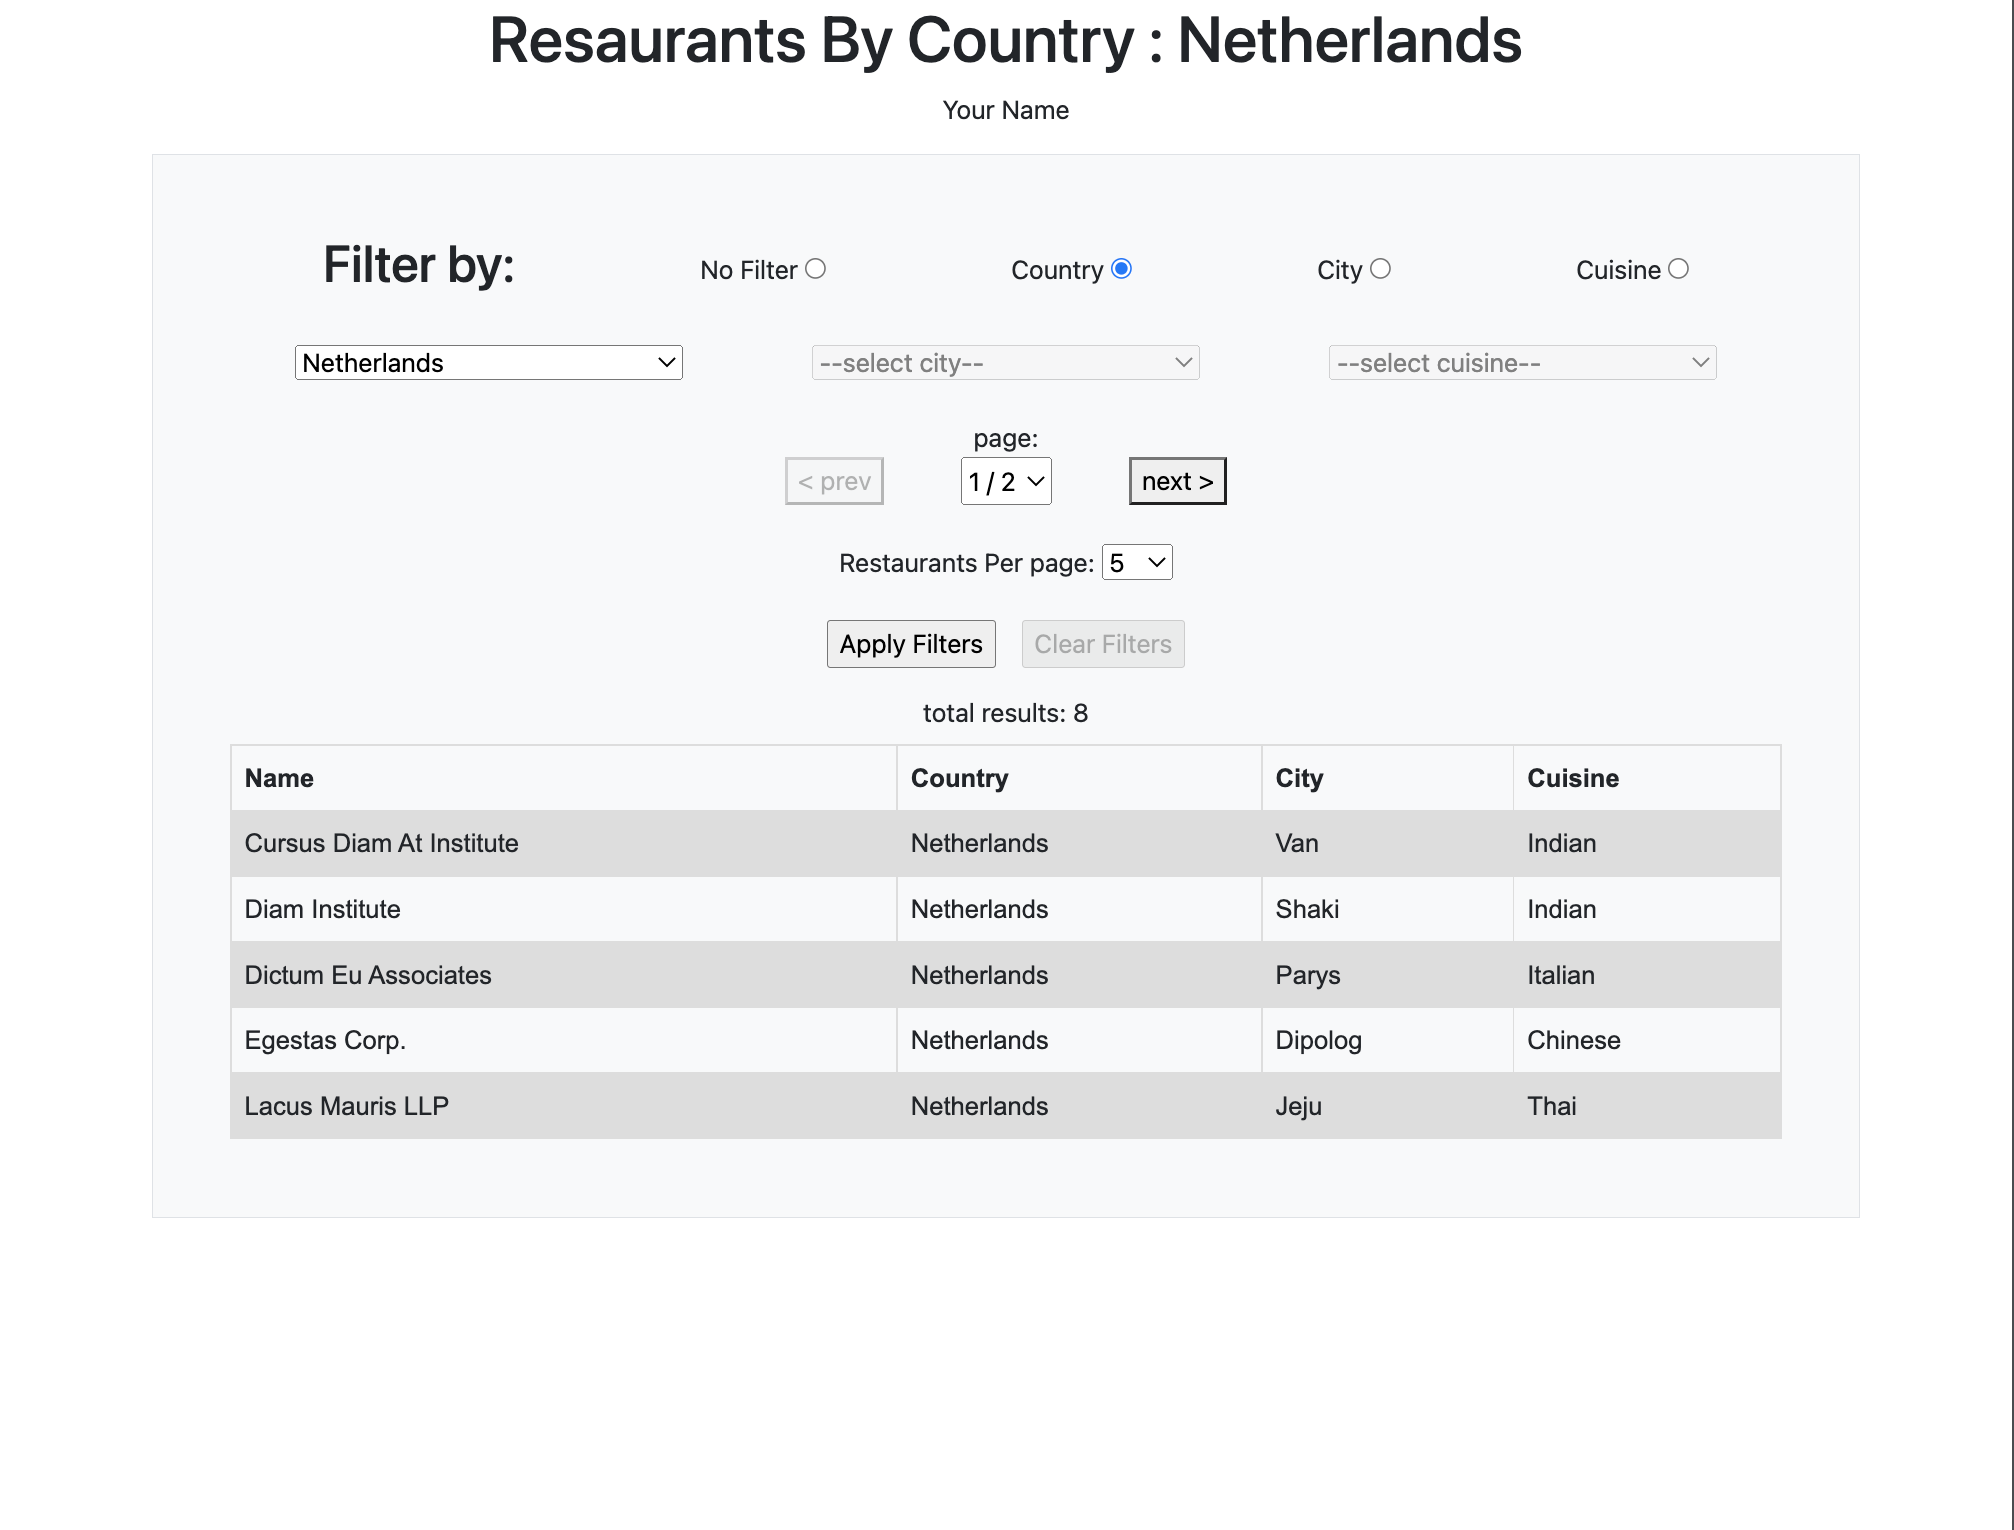 Resaurants By Country : Netherlands
Your Name
Filter by: No Filter Country City Cuisine
Netherlands --select city-- --select cuisine--
page:
< prev 1 / 2 next >
Restaurants Per page: 5
Apply Filters Clear Filters
total results: 8
Name Country City Cuisine
Cursus Diam At Institute Netherlands Van Indian
Diam Institute Netherlands Shaki Indian
Dictum Eu Associates Netherlands Parys Italian
Egestas Corp. Netherlands Dipolog Chinese
Lacus Mauris LLP Netherlands Jeju Thai